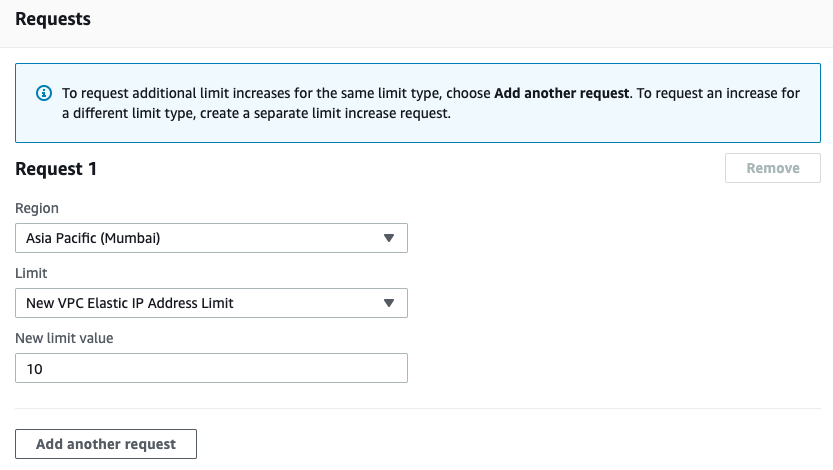 Requests
To request additional limit increases for the same limit type, choose Add another request. To request an increase for
a different limit type, create a separate limit increase request.
Request 1
Remove
Region
Asia Pacific (Mumbai)
Limit
New VPC Elastic IP Address Limit
New limit value
10
Add another request